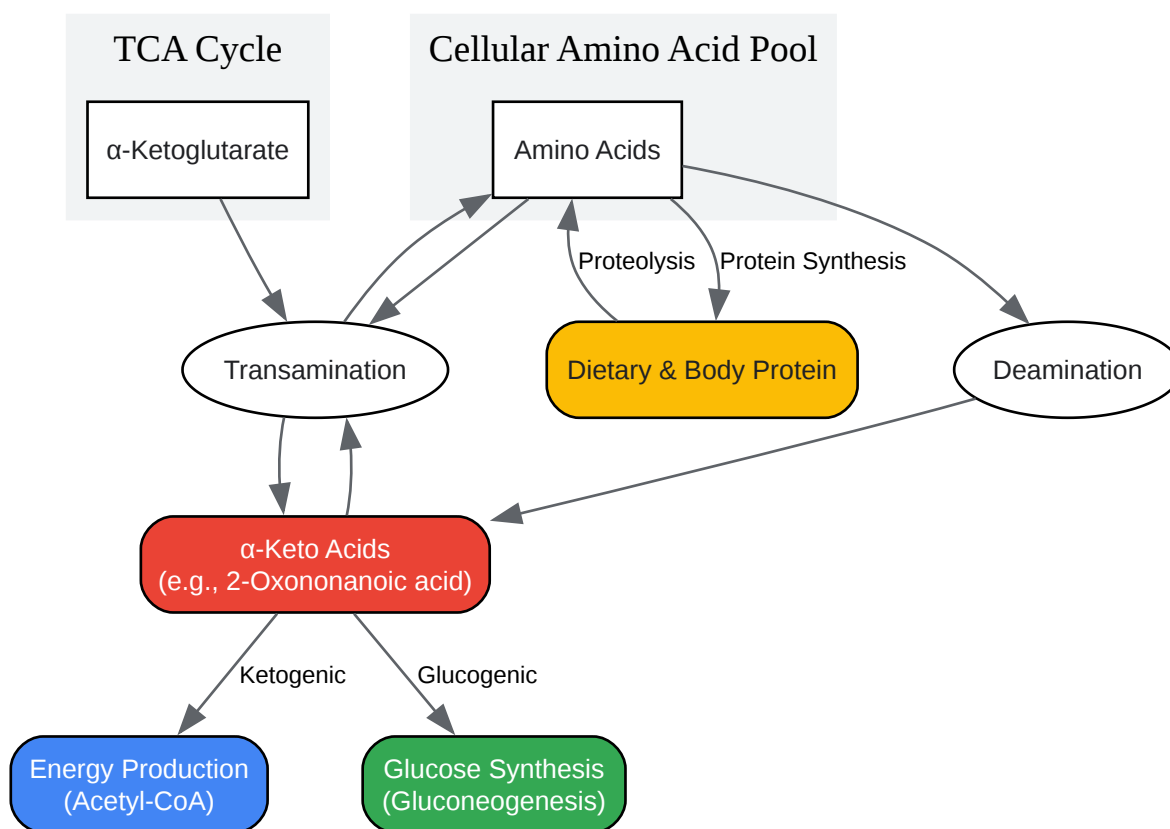 TCA Cycle
Cellular Amino Acid Pool
α-Ketoglutarate
Amino Acids
Proteolysis
Protein Synthesis
Transamination
Dietary & Body Protein
Deamination
α-Keto Acids
(e.g., 2-Oxononanoic acid)
Ketogenic
Glucogenic
Energy Production
(Acetyl-CoA)
Glucose Synthesis
(Gluconeogenesis)